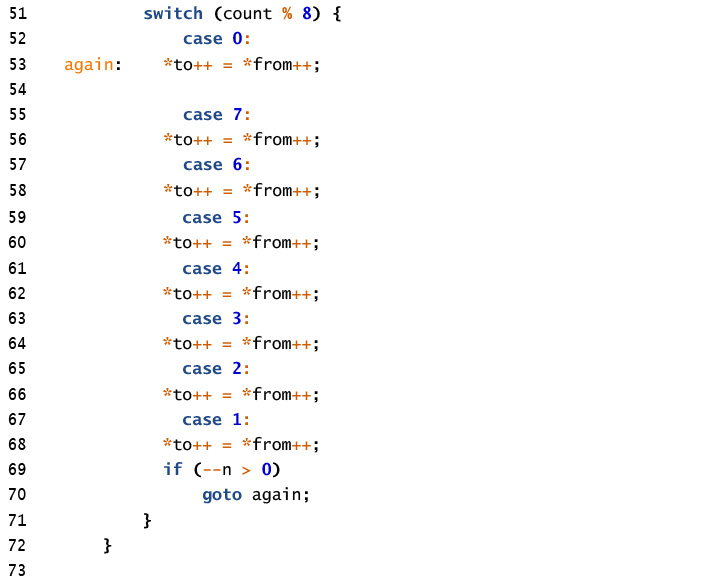 51 switch (count % 8) {
52 case 0:
53 again: *to++ = *from++;
54
55 case 7:
56 *to++ = *from++;
57 case 6:
58 *to++ = *from++;
59 case 5:
60 *to++ = *from++;
61 case 4:
62 *to++ = *from++;
63 case 3:
64 *to++ = *from++;
65 case 2:
66 *to++ = *from++;
67 case 1:
68 *to++ = *from++;
69 if (--n > 0)
70 goto again;
71 }
72 }
73